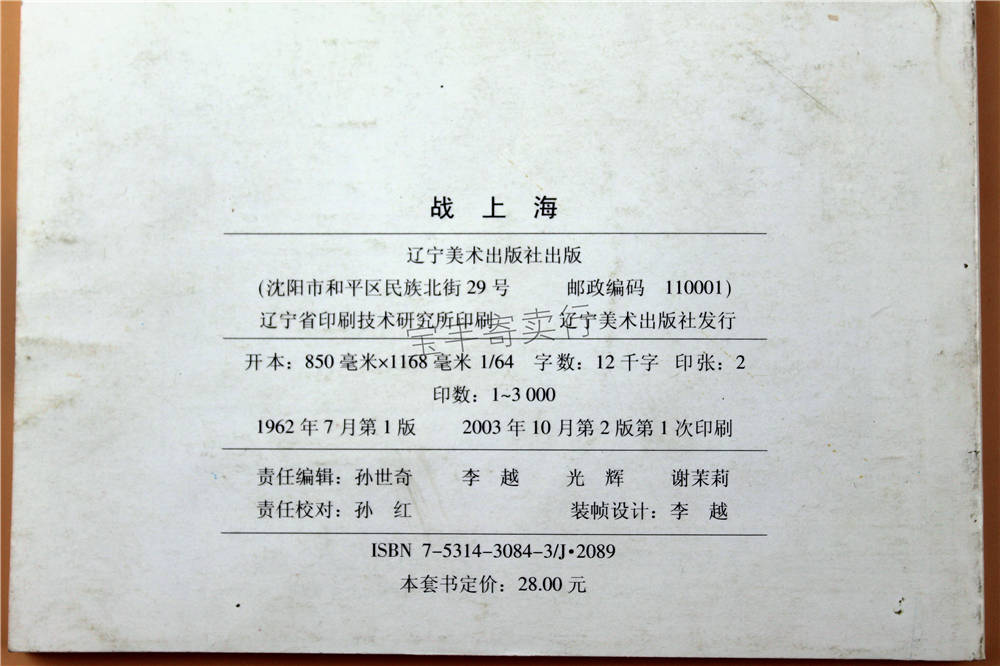 战上海
辽宁美术出版社出版
(沈阳市和平区民族北街29号 邮政编码 110001)
辽宁省印刷技术研究所印刷 辽宁美术出版社发行
宝丰寄卖行
开本：850毫米×1168毫米 1/64 字数：12千字 印张：2
印数：1~3 000
1962年7月第1版 2003年10月第2版第1次印刷
责任编辑：孙世奇 李越 光辉 谢茉莉
责任校对：孙红 装帧设计：李越
ISBN 7-5314-3084-3/J·2089
本套书定价：28.00元